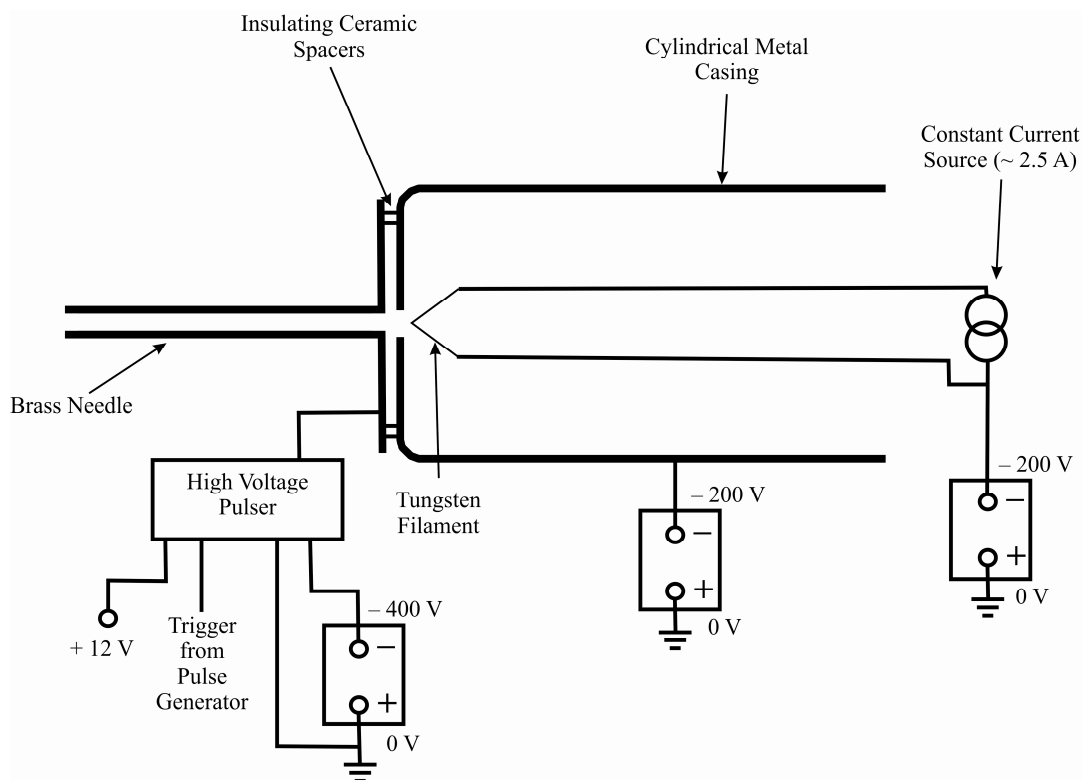 Insulating Ceramic
Spacers
Cylindrical Metal
Casing
Constant Current
Source (~ 2.5 A)
Brass Needle
High Voltage
Pulser
Tungsten
Filament
– 200 V
–
+
0 V
– 200 V
–
+
0 V
+ 12 V
Trigger
from
Pulse
Generator
– 400 V
–
+
0 V